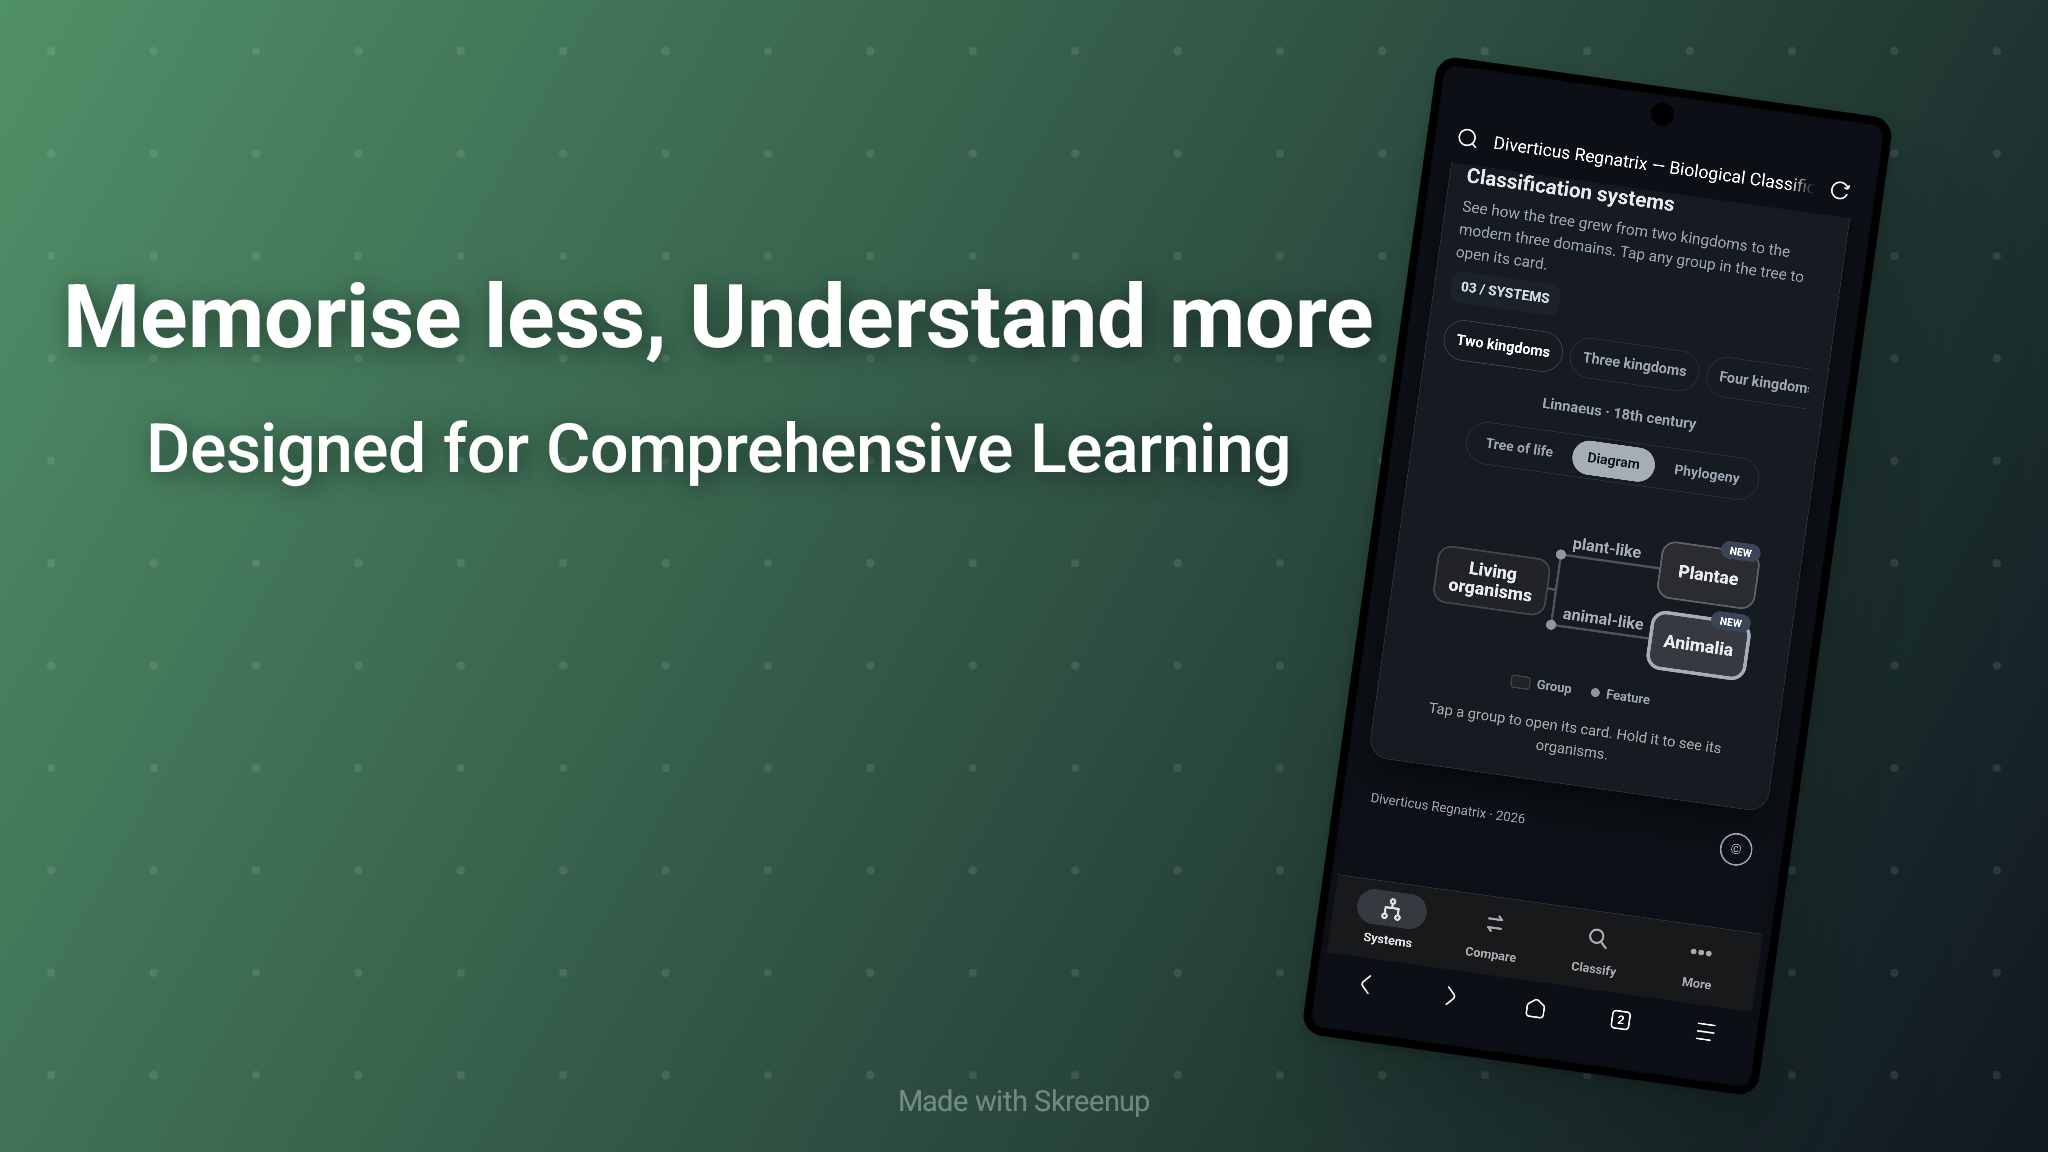 Memorise less, Understand more
Designed for Comprehensive Learning
Diverticus Regnatrix — Biological Classific
Classification systems
See how the tree grew from two kingdoms to the
modern three domains. Tap any group in the tree to
open its card.
03 / SYSTEMS
Two kingdoms
Three kingdoms
Four kingdoms
Linnaeus · 18th century
Tree of life
Diagram
Phylogeny
Living
organisms
plant-like
NEW
Plantae
animal-like
NEW
Animalia
Group
Feature
Tap a group to open its card. Hold it to see its
organisms.
Diverticus Regnatrix · 2026
©
Systems
Compare
Classify
More
2
Made with Skreenup